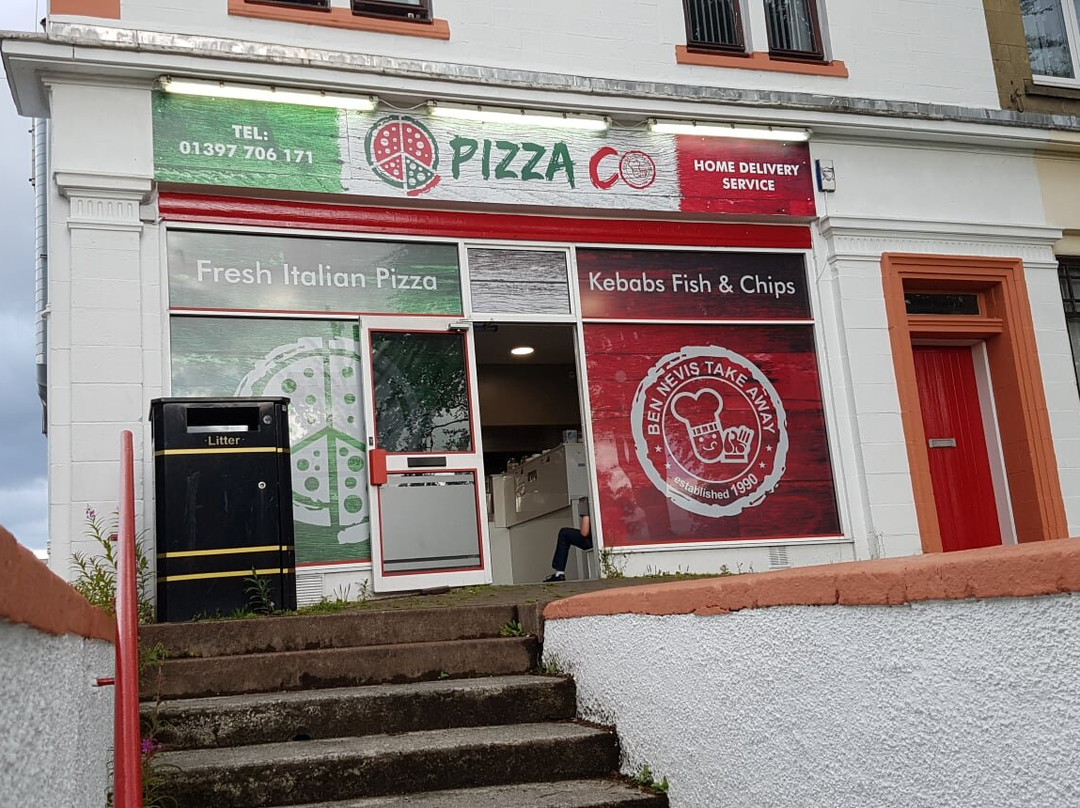 TEL:
01397 706 171
PIZZA CO
HOME DELIVERY
SERVICE
Fresh Italian Pizza
Kebabs Fish & Chips
BEN NEVIS TAKE AWAY
established 1990
Litter